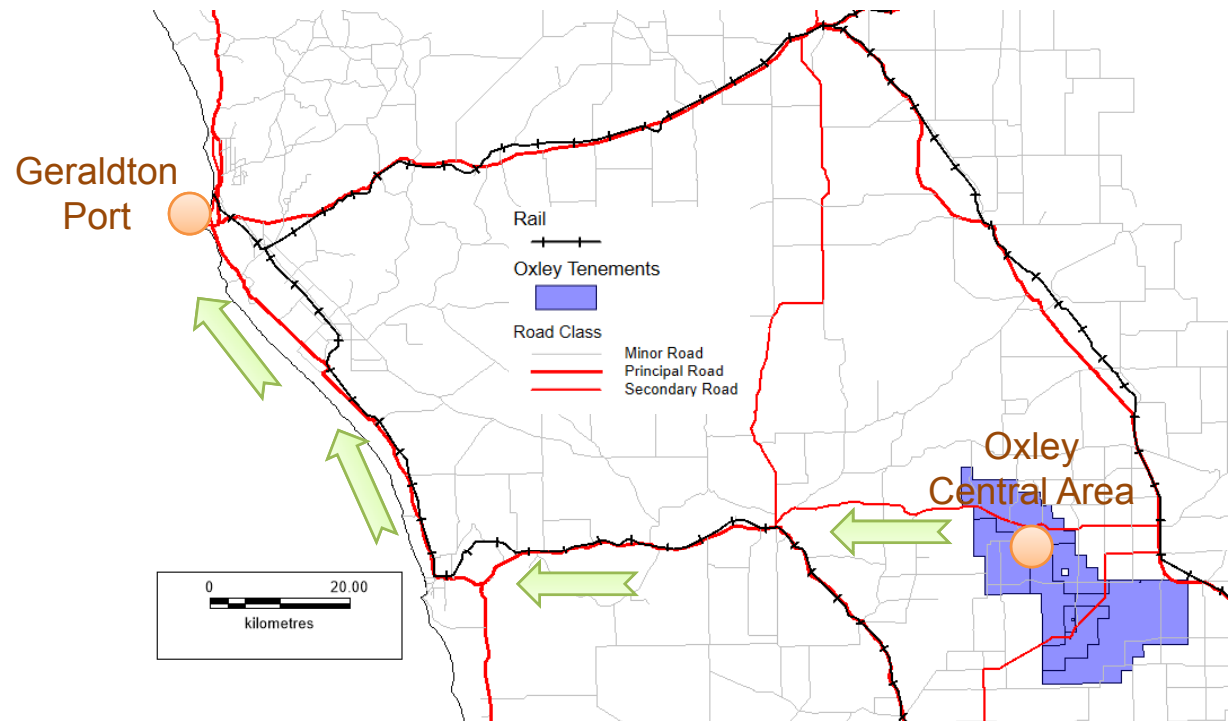 Geraldton
Port
Rail
Oxley Tenements
Road Class
Minor Road
Principal Road
Secondary Road
Oxley
Central Area
0 20.00
kilometres